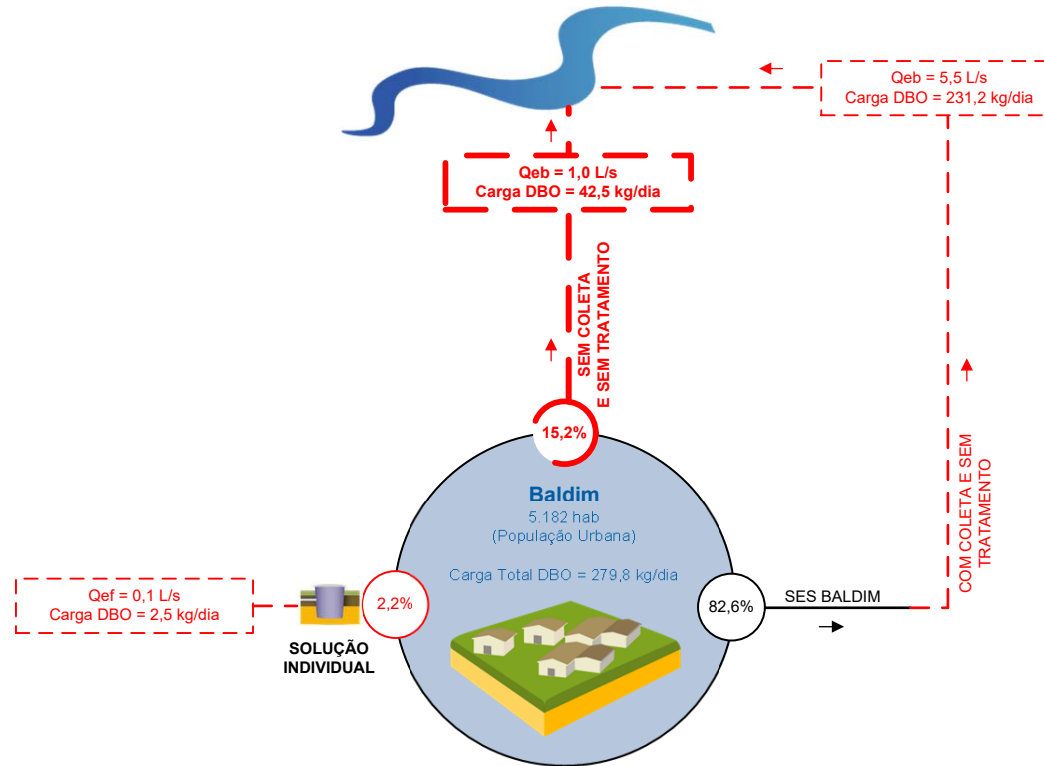 Qeb = 5,5 L/s
Carga DBO = 231,2 kg/dia
Qeb = 1,0 L/s
Carga DBO = 42,5 kg/dia
SEM COLETA
E SEM TRATAMENTO
COM COLETA E SEM
TRATAMENTO
15,2%
Baldim
5.182 hab
(População Urbana)
Carga Total DBO = 279,8 kg/dia
Qef = 0,1 L/s
Carga DBO = 2,5 kg/dia
2,2%
SOLUÇÃO
INDIVIDUAL
82,6%
SES BALDIM